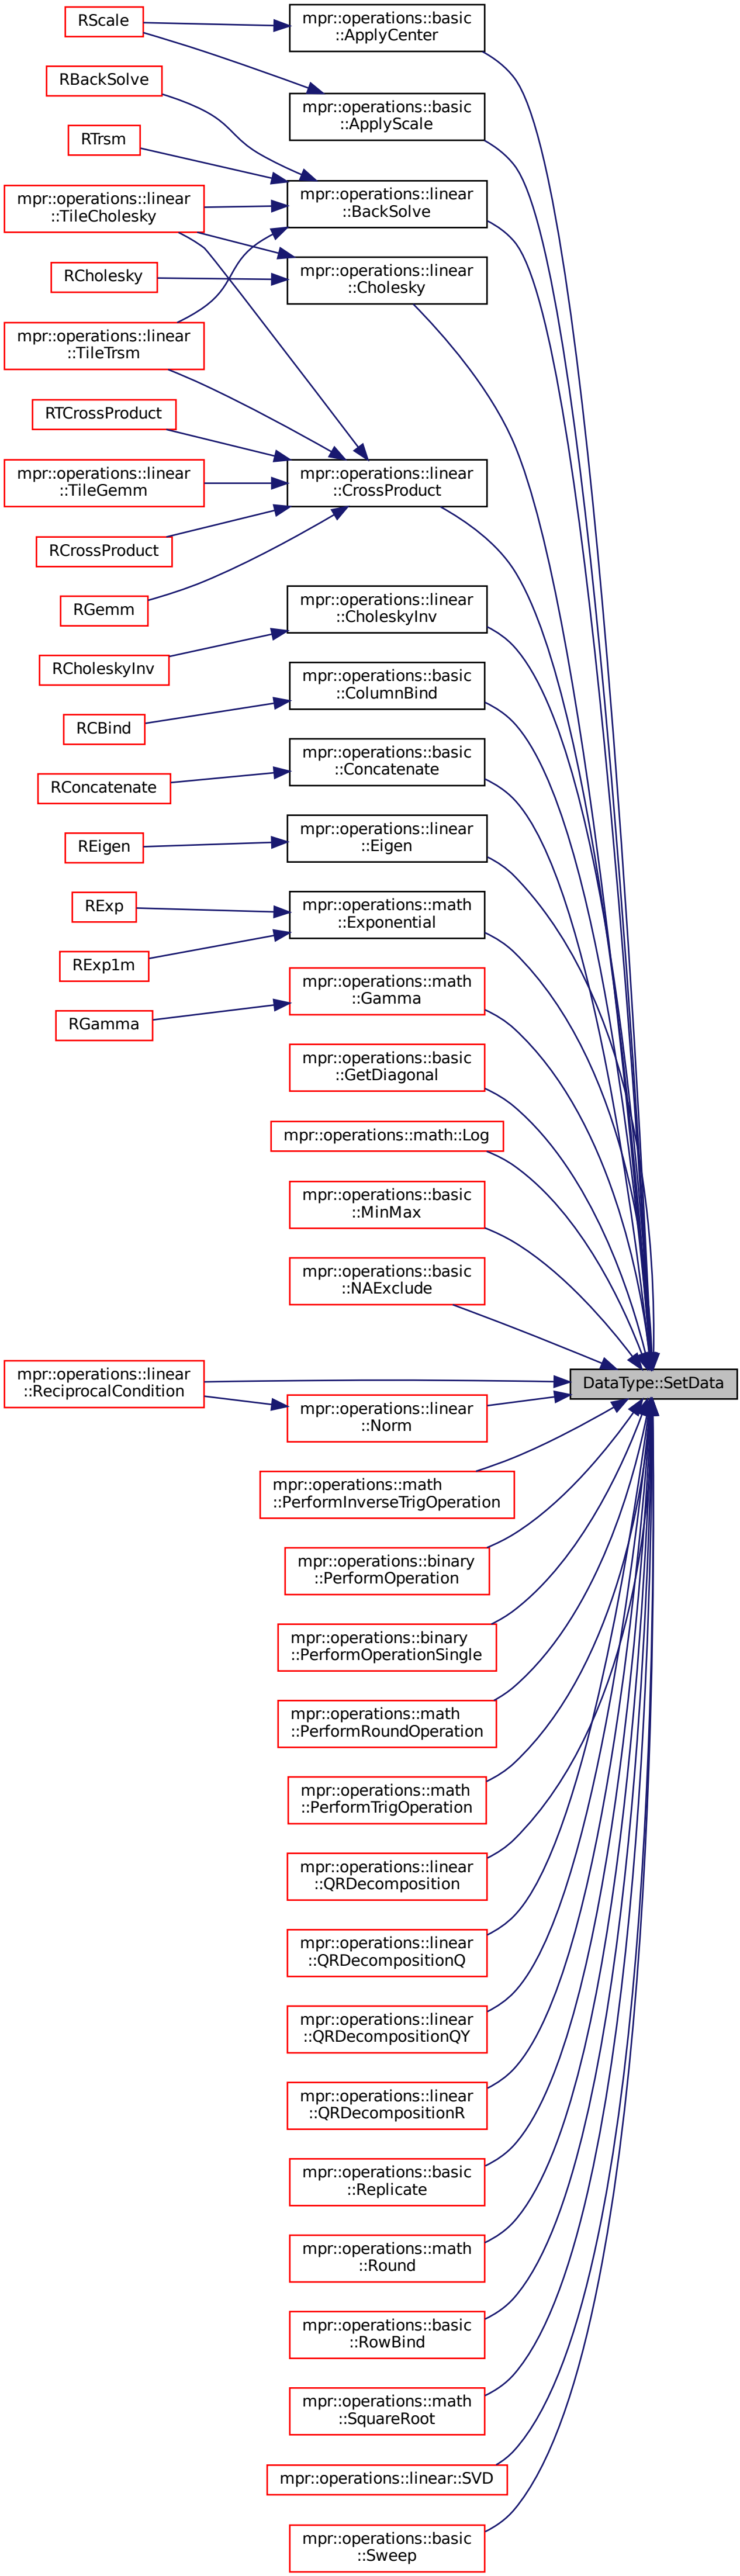 RScale
mpr::operations::basic
::ApplyCenter
RBackSolve
mpr::operations::basic
::ApplyScale
RTrsm
mpr::operations::linear
::TileCholesky
mpr::operations::linear
::BackSolve
RCholesky
mpr::operations::linear
::Cholesky
mpr::operations::linear
::TileTrsm
RTCrossProduct
mpr::operations::linear
::TileGemm
mpr::operations::linear
::CrossProduct
RCrossProduct
RGemm
mpr::operations::linear
::CholeskyInv
RCholeskyInv
mpr::operations::basic
::ColumnBind
RCBind
mpr::operations::basic
::Concatenate
RConcatenate
mpr::operations::linear
::Eigen
REigen
mpr::operations::math
::Exponential
RExp
RExp1m
mpr::operations::math
::Gamma
RGamma
mpr::operations::basic
::GetDiagonal
mpr::operations::math::Log
mpr::operations::basic
::MinMax
mpr::operations::basic
::NAExclude
mpr::operations::linear
::ReciprocalCondition
DataType::SetData
mpr::operations::linear
::Norm
mpr::operations::math
::PerformInverseTrigOperation
mpr::operations::binary
::PerformOperation
mpr::operations::binary
::PerformOperationSingle
mpr::operations::math
::PerformRoundOperation
mpr::operations::math
::PerformTrigOperation
mpr::operations::linear
::QRDecomposition
mpr::operations::linear
::QRDecompositionQ
mpr::operations::linear
::QRDecompositionQY
mpr::operations::linear
::QRDecompositionR
mpr::operations::basic
::Replicate
mpr::operations::math
::Round
mpr::operations::basic
::RowBind
mpr::operations::math
::SquareRoot
mpr::operations::linear::SVD
mpr::operations::basic
::Sweep